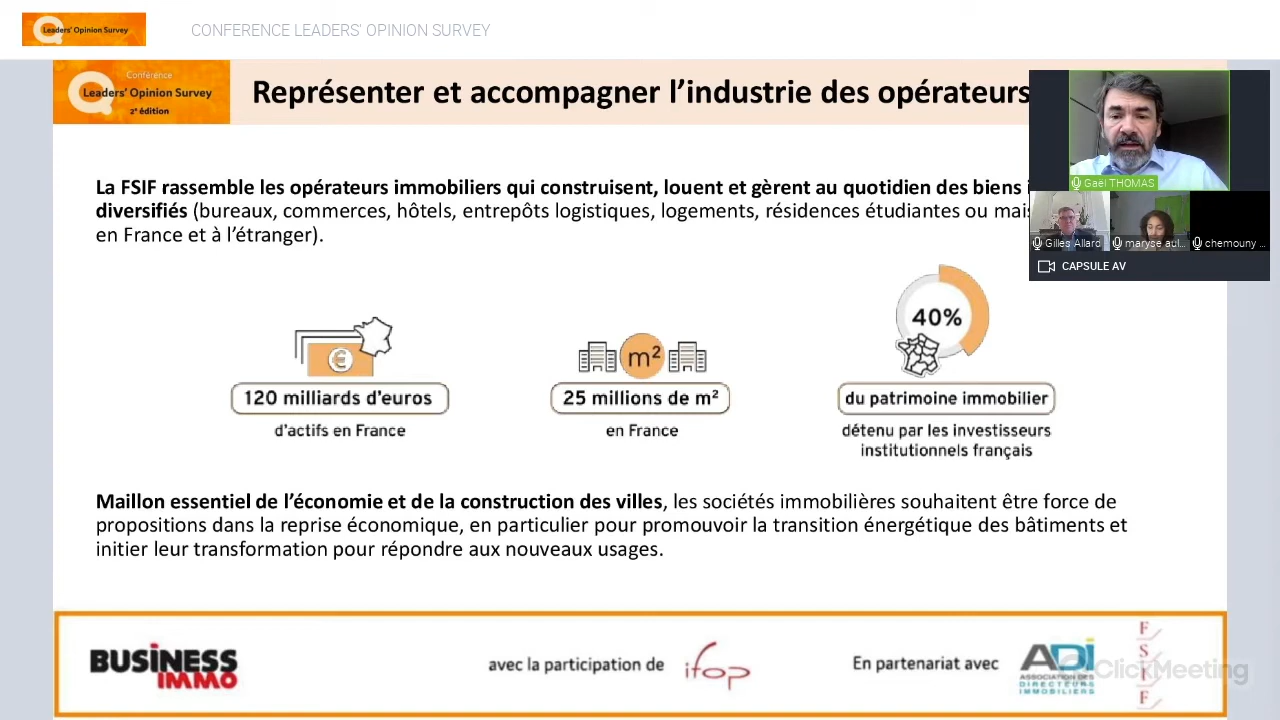 Leaders' Opinion Survey
CONFERENCE LEADERS' OPINION SURVEY
Conférence
Leaders' Opinion Survey
2e édition
Représenter et accompagner l'industrie des opérateurs
La FSIF rassemble les opérateurs immobiliers qui construisent, louent et gèrent au quotidien des biens
diversifiés (bureaux, commerces, hôtels, entrepôts logistiques, logements, résidences étudiantes ou
en France et à l'étranger).
Gaël THOMAS
Gilles Allard
maryse aul...
chemouny ...
CAPSULE AV
€
m²
40%
120 milliards d'euros
d'actifs en France
25 millions de m²
en France
du patrimoine immobilier
détenu par les investisseurs
institutionnels français
Maillon essentiel de l'économie et de la construction des villes, les sociétés immobilières souhaitent être force de
propositions dans la reprise économique, en particulier pour promouvoir la transition énergétique des bâtiments et
initier leur transformation pour répondre aux nouveaux usages.
BUSINESS
IMMO
avec la participation de
ifop
En partenariat avec
ADI
ASSOCIATION DES
DIRECTEURS
IMMOBILIERS
F
S
I
F
ClickMeeting